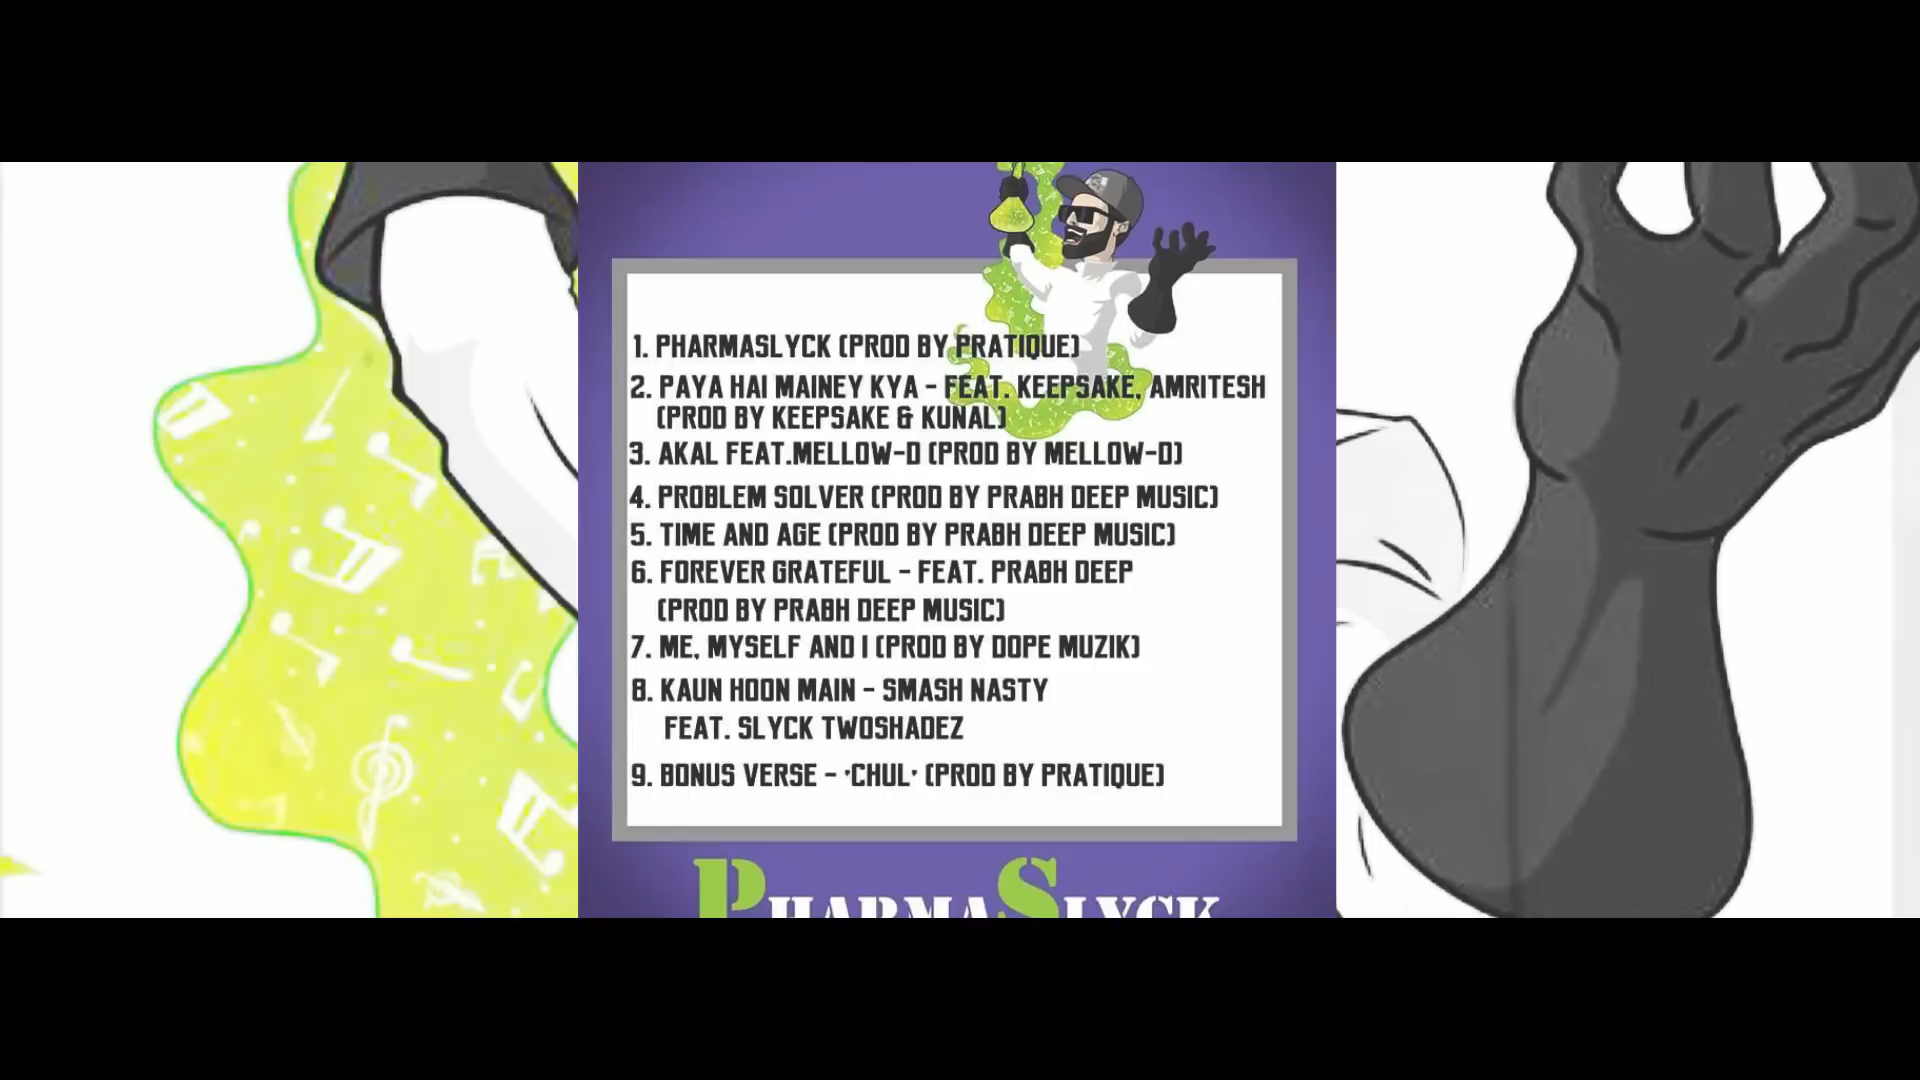 1. PHARMASLYCK (PROD BY PRATIQUE)
2. PAYA HAI MAINEY KYA - FEAT. KEEPSAKE, AMRITESH
(PROD BY KEEPSAKE & KUNAL)
3. AKAL FEAT.MELLOW-D (PROD BY MELLOW-D)
4. PROBLEM SOLVER (PROD BY PRABH DEEP MUSIC)
5. TIME AND AGE (PROD BY PRABH DEEP MUSIC)
6. FOREVER GRATEFUL - FEAT. PRABH DEEP
(PROD BY PRABH DEEP MUSIC)
7. ME, MYSELF AND I (PROD BY DOPE MUZIK)
8. KAUN HOON MAIN - SMASH NASTY
FEAT. SLYCK TWOSHADEZ
9. BONUS VERSE - 'CHUL' (PROD BY PRATIQUE)
PHARMASLYCK